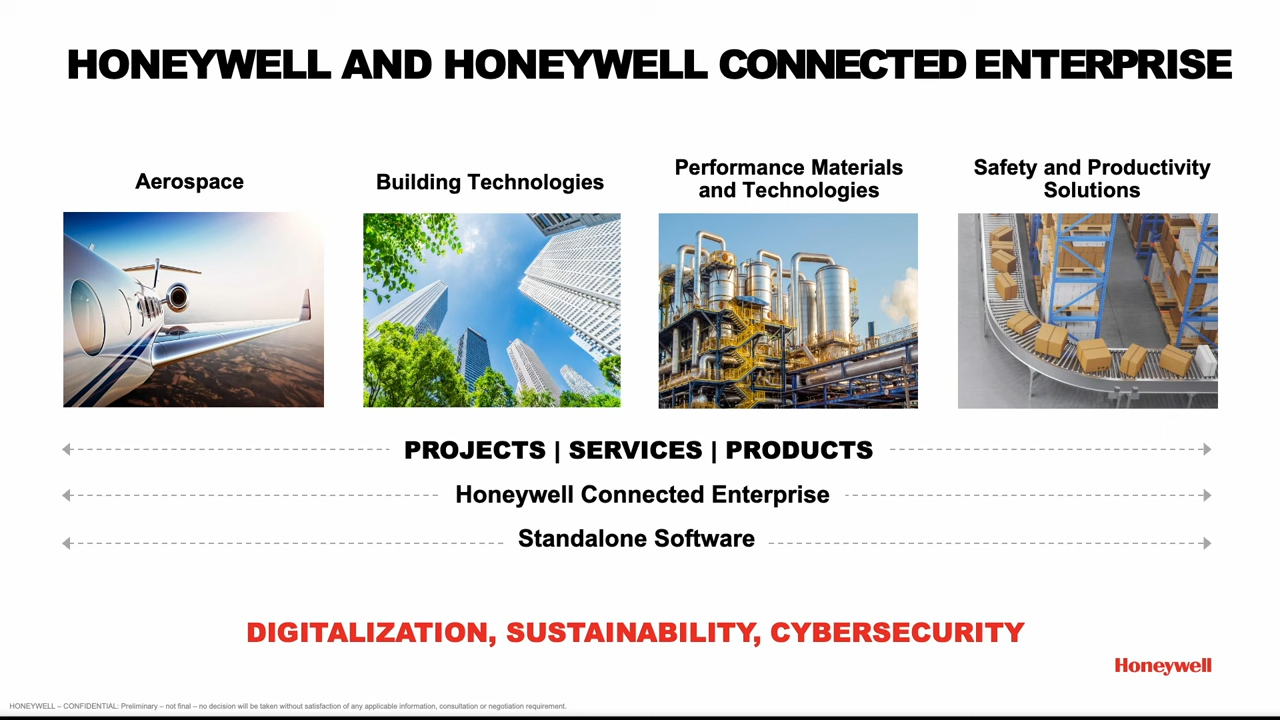 HONEYWELL AND HONEYWELL CONNECTED ENTERPRISE
Aerospace
Building Technologies
Performance Materials
and Technologies
Safety and Productivity
Solutions
PROJECTS | SERVICES | PRODUCTS
Honeywell Connected Enterprise
Standalone Software
DIGITALIZATION, SUSTAINABILITY, CYBERSECURITY
Honeywell
HONEYWELL – CONFIDENTIAL: Preliminary – not final – no decision will be taken without satisfaction of any applicable information, consultation or negotiation requirement.